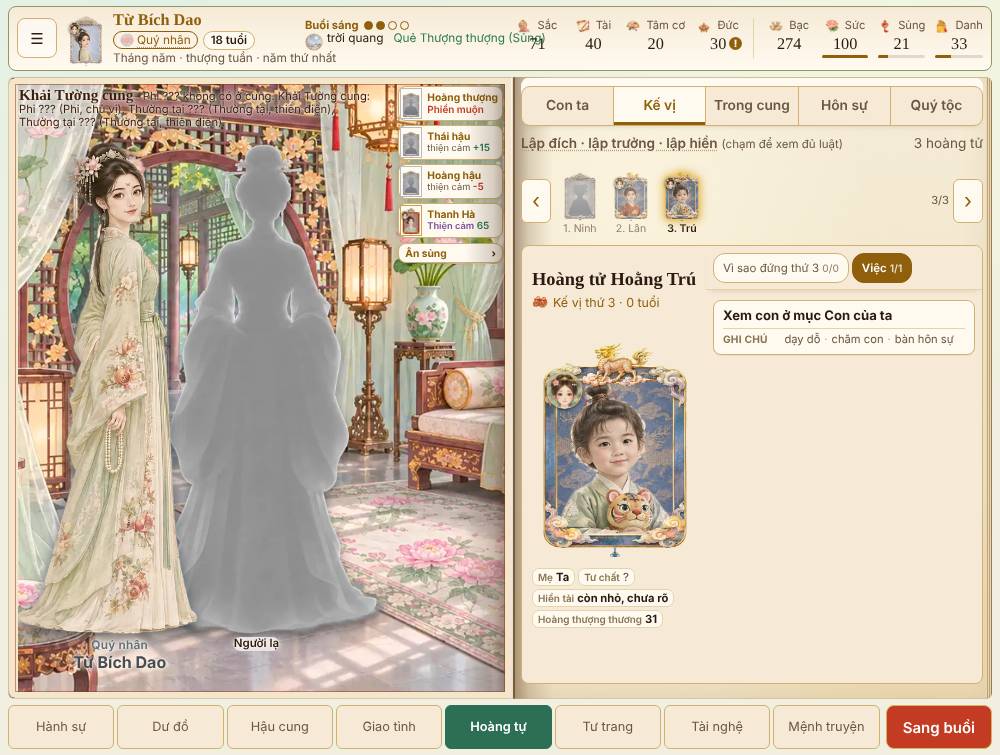 ☰
Từ Bích Dao
Quý nhân
18 tuổi
Tháng năm · thượng tuần · năm thứ nhất
Buổi sáng
trời quang
Quẻ Thượng thượng (Sủng)
Sắc
71
Tài
40
Tâm cơ
20
Đức
30 !
Bạc
274
Sức
100
Sủng
21
Danh
33
Khải Tường cung · Phi ??? không có ở cung. Khải Tường cung:
Phi ??? (Phi, chủ vị), Thường tại ??? (Thường tại, thiên điện),
Thường tại ??? (Thường tại, thiên điện)
Hoàng thượng
Phiền muộn
Thái hậu
thiện cảm +15
Hoàng hậu
thiện cảm -5
Thanh Hà
Thiện cảm 65
Ân sủng ›
Quý nhân
Từ Bích Dao
Người lạ
Con ta
Kế vị
Trong cung
Hôn sự
Quý tộc
Lập đích · lập trưởng · lập hiền (chạm để xem đủ luật)
3 hoàng tử
‹
1. Ninh
2. Lân
3. Trú
3/3
›
Hoàng tử Hoằng Trú
Kế vị thứ 3 · 0 tuổi
Vì sao đứng thứ 3 0/0
Việc 1/1
Xem con ở mục Con của ta
GHI CHÚ dạy dỗ · chăm con · bàn hôn sự
Mẹ Ta
Tư chất ?
Hiền tài còn nhỏ, chưa rõ
Hoàng thượng thương 31
Hành sự
Dư đồ
Hậu cung
Giao tình
Hoàng tự
Tư trang
Tài nghệ
Mệnh truyện
Sang buổi